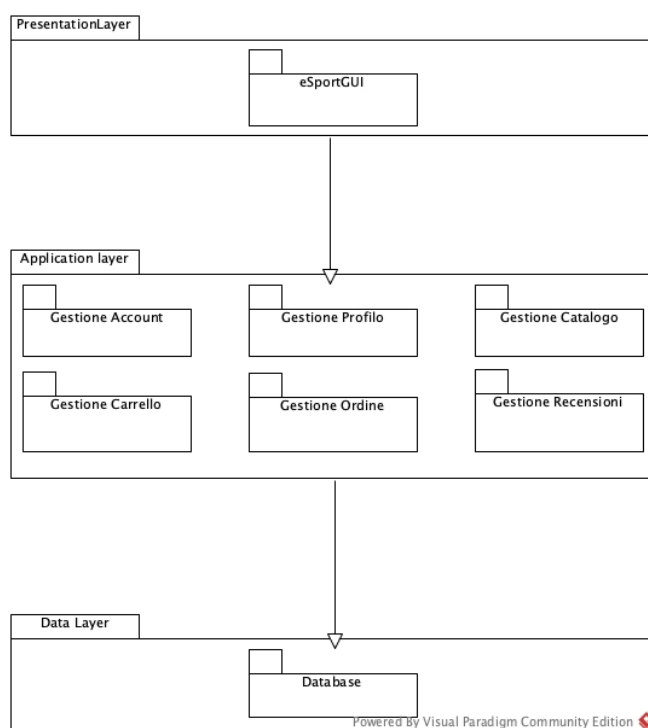 PresentationLayer
eSportGUI
Application layer
Gestione Account
Gestione Profilo
Gestione Catalogo
Gestione Carrello
Gestione Ordine
Gestione Recensioni
Data Layer
Database
Powered By Visual Paradigm Community Edition